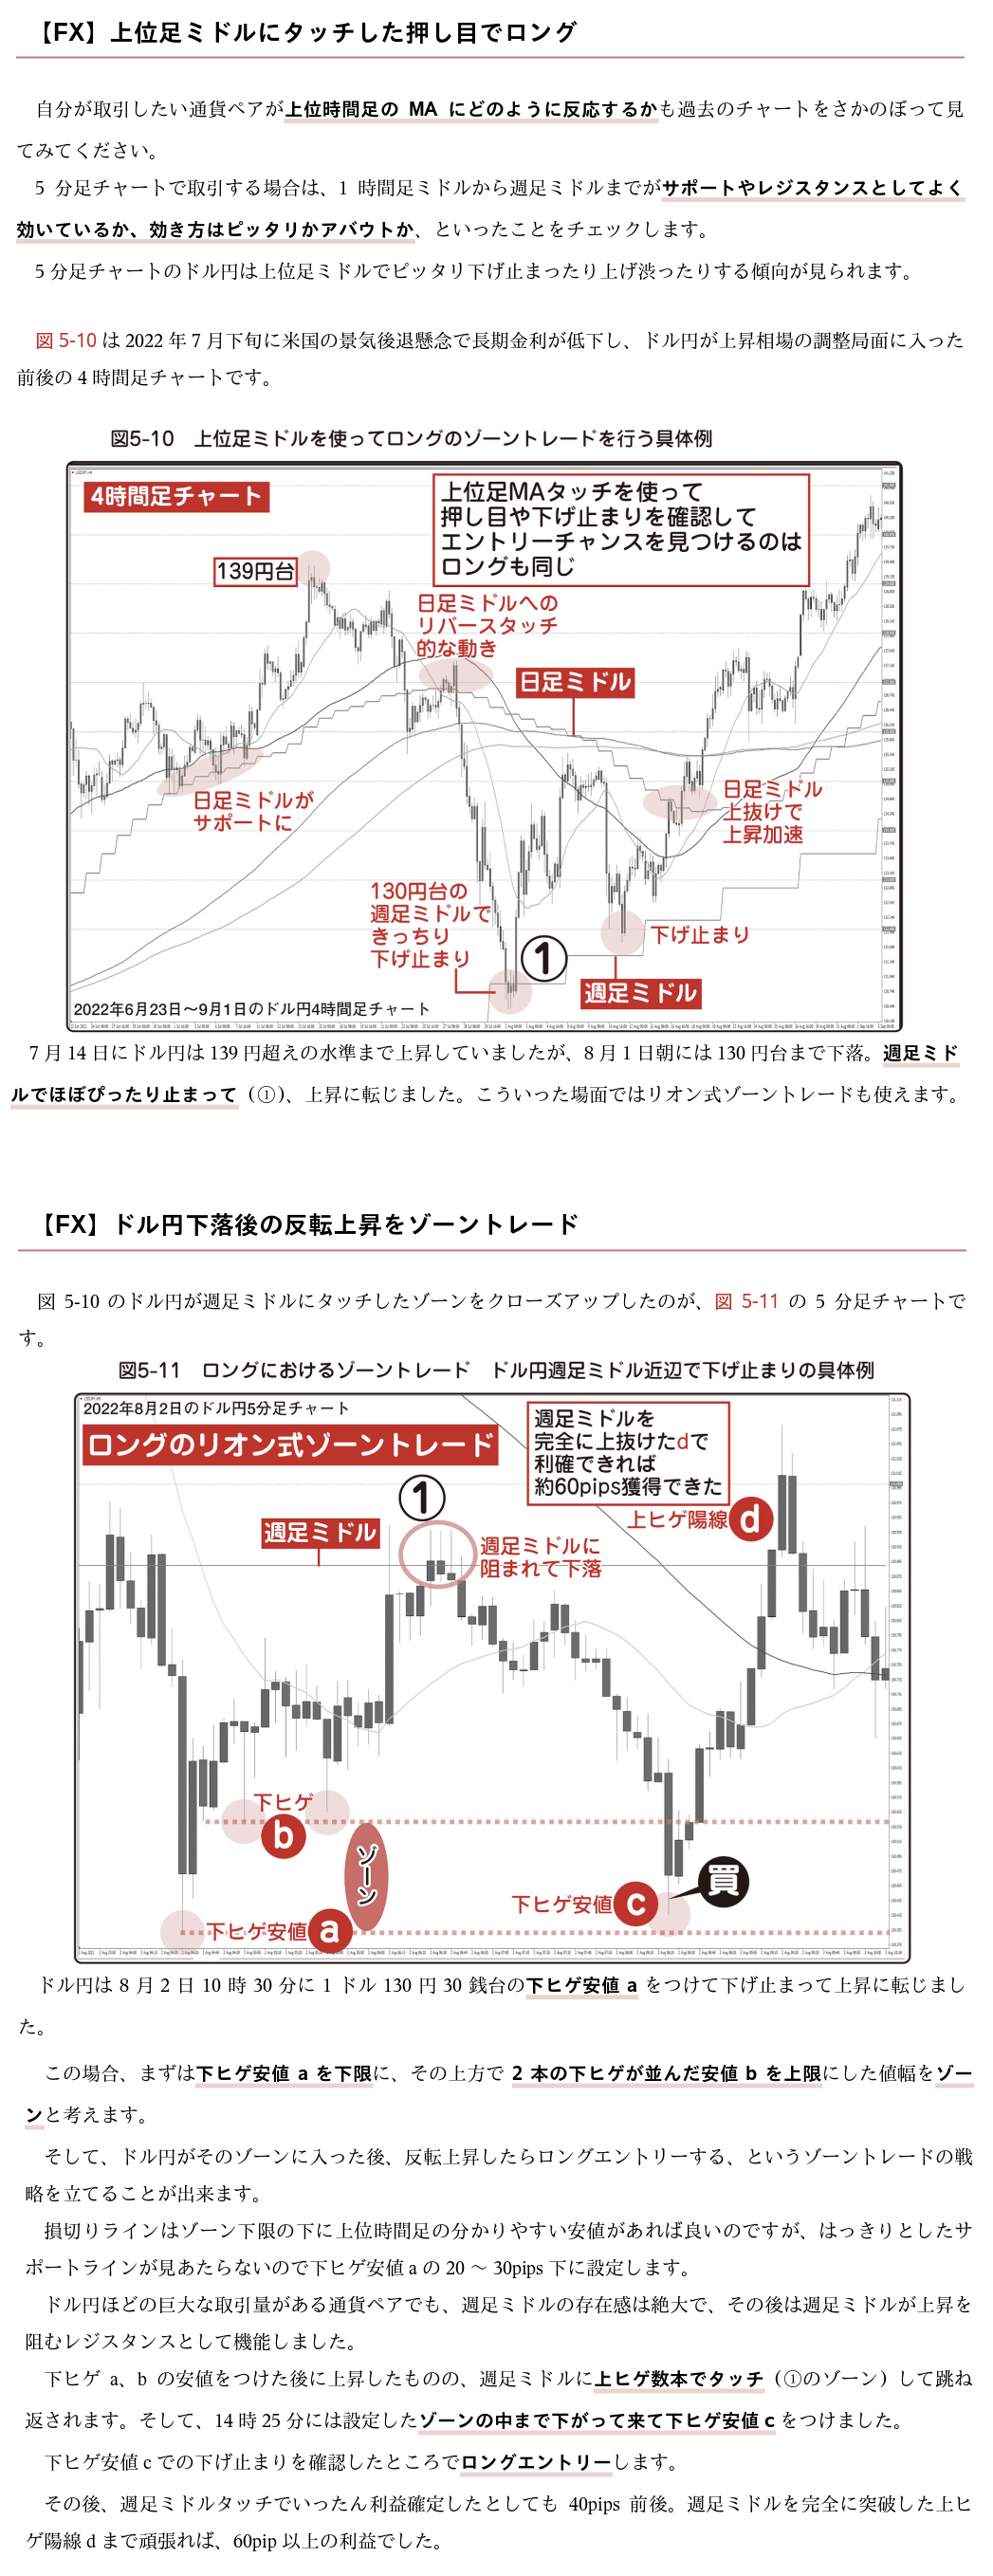 【FX】上位足ミドルにタッチした押し目でロング
自分が取引したい通貨ペアが上位時間足の MA にどのように反応するかも過去のチャートをさかのぼって見
てみてください。
5 分足チャートで取引する場合は、1 時間足ミドルから週足ミドルまでがサポートやレジスタンスとしてよく
効いているか、効き方はピッタリかアバウトか、といったことをチェックします。
5 分足チャートのドル円は上位足ミドルでピッタリ下げ止まったり上げ渋ったりする傾向が見られます。
図 5-10 は 2022 年 7 月下旬に米国の景気後退懸念で長期金利が低下し、ドル円が上昇相場の調整局面に入った
前後の 4 時間足チャートです。
図5-10 上位足ミドルを使ってロングのゾーントレードを行う具体例
4時間足チャート
上位足MAタッチを使って
押し目や下げ止まりを確認して
エントリーチャンスを見つけるのは
ロングも同じ
139円台
日足ミドルへの
リバースタッチ
的な動き
日足ミドル
日足ミドルが
サポートに
日足ミドル
上抜けで
上昇加速
130円台の
週足ミドルで
きっちり
下げ止まり
①
下げ止まり
週足ミドル
2022年6月23日～9月1日のドル円4時間足チャート
7 月 14 日にドル円は 139 円超えの水準まで上昇していましたが、8 月 1 日朝には 130 円台まで下落。週足ミド
ルでほぼぴったり止まって（①）、上昇に転じました。こういった場面ではリオン式ゾーントレードも使えます。
【FX】ドル円下落後の反転上昇をゾーントレード
図 5-10 のドル円が週足ミドルにタッチしたゾーンをクローズアップしたのが、図 5-11 の 5 分足チャートで
す。
図5-11 ロングにおけるゾーントレード ドル円週足ミドル近辺で下げ止まりの具体例
2022年8月2日のドル円5分足チャート
ロングのリオン式ゾーントレード
週足ミドルを
完全に上抜けたdで
利確できれば
約60pips獲得できた
①
上ヒゲ陽線 d
週足ミドル
週足ミドルに
阻まれて下落
下ヒゲ
b
ゾーン
買
下ヒゲ安値 c
下ヒゲ安値 a
ドル円は 8 月 2 日 10 時 30 分に 1 ドル 130 円 30 銭台の下ヒゲ安値 a をつけて下げ止まって上昇に転じまし
た。
この場合、まずは下ヒゲ安値 a を下限に、その上方で 2 本の下ヒゲが並んだ安値 b を上限にした値幅をゾー
ンと考えます。
そして、ドル円がそのゾーンに入った後、反転上昇したらロングエントリーする、というゾーントレードの戦
略を立てることが出来ます。
損切りラインはゾーン下限の下に上位時間足の分かりやすい安値があれば良いのですが、はっきりとしたサ
ポートラインが見あたらないので下ヒゲ安値 a の 20 ～ 30pips 下に設定します。
ドル円ほどの巨大な取引量がある通貨ペアでも、週足ミドルの存在感は絶大で、その後は週足ミドルが上昇を
阻むレジスタンスとして機能しました。
下ヒゲ a、b の安値をつけた後に上昇したものの、週足ミドルに上ヒゲ数本でタッチ（①のゾーン）して跳ね
返されます。そして、14 時 25 分には設定したゾーンの中まで下がって来て下ヒゲ安値 c をつけました。
下ヒゲ安値 c での下げ止まりを確認したところでロングエントリーします。
その後、週足ミドルタッチでいったん利益確定したとしても 40pips 前後。週足ミドルを完全に突破した上ヒ
ゲ陽線 d まで頑張れば、60pip 以上の利益でした。